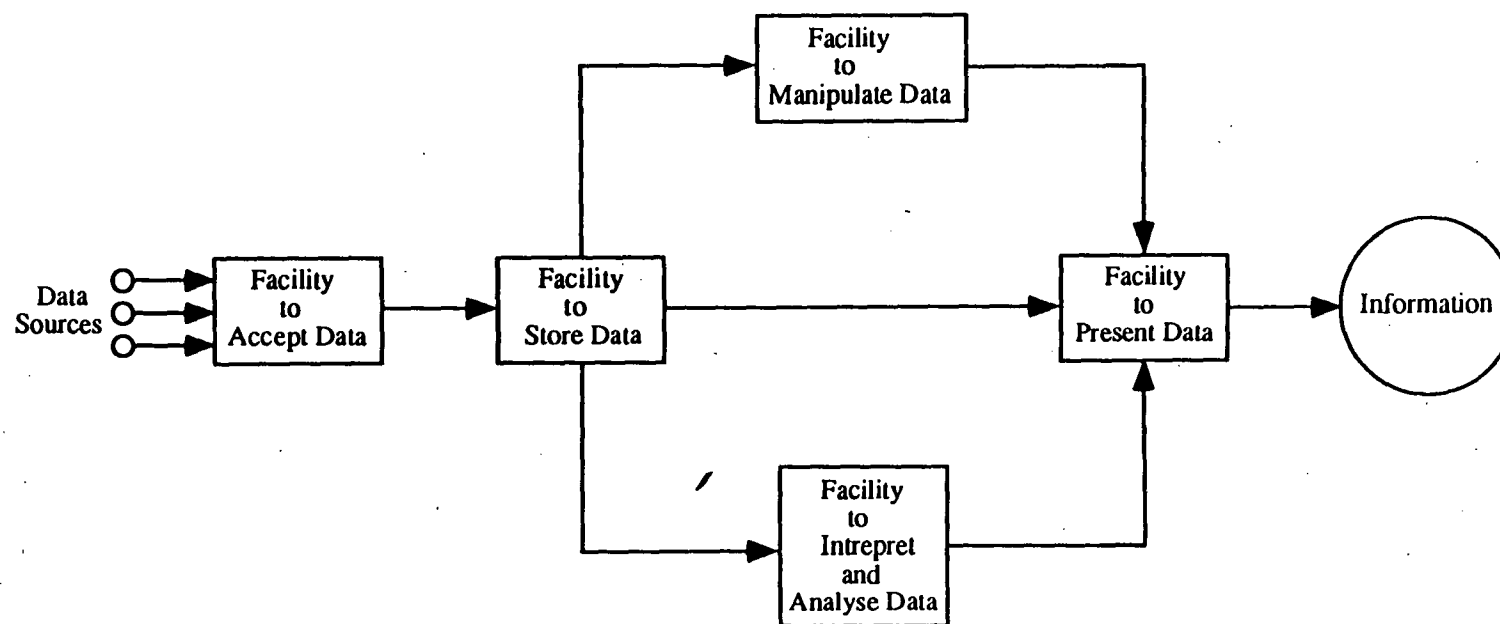 Facility
to
Manipulate Data
Data
Sources
Facility
to
Accept Data
Facility
to
Store Data
Facility
to
Present Data
Information
Facility
to
Intrepret
and
Analyse Data